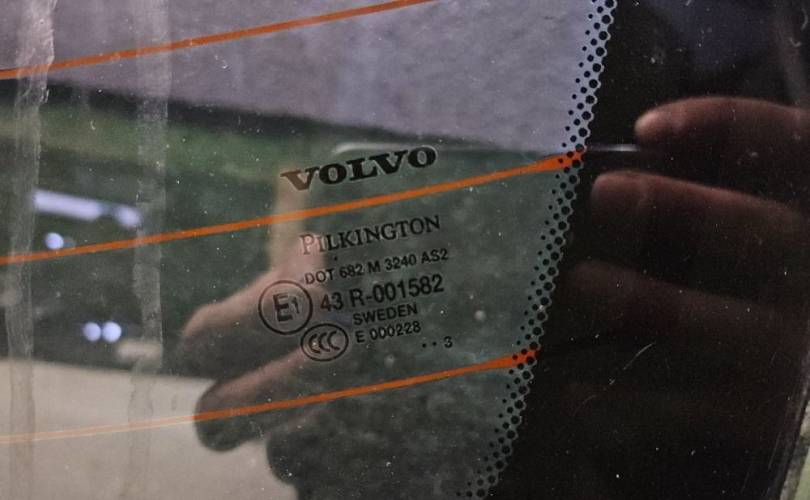 VOLVO
PILKINGTON
DOT 682 M 3240 AS2
E1 43 R-001582
SWEDEN
CCC E 000228
·· 3